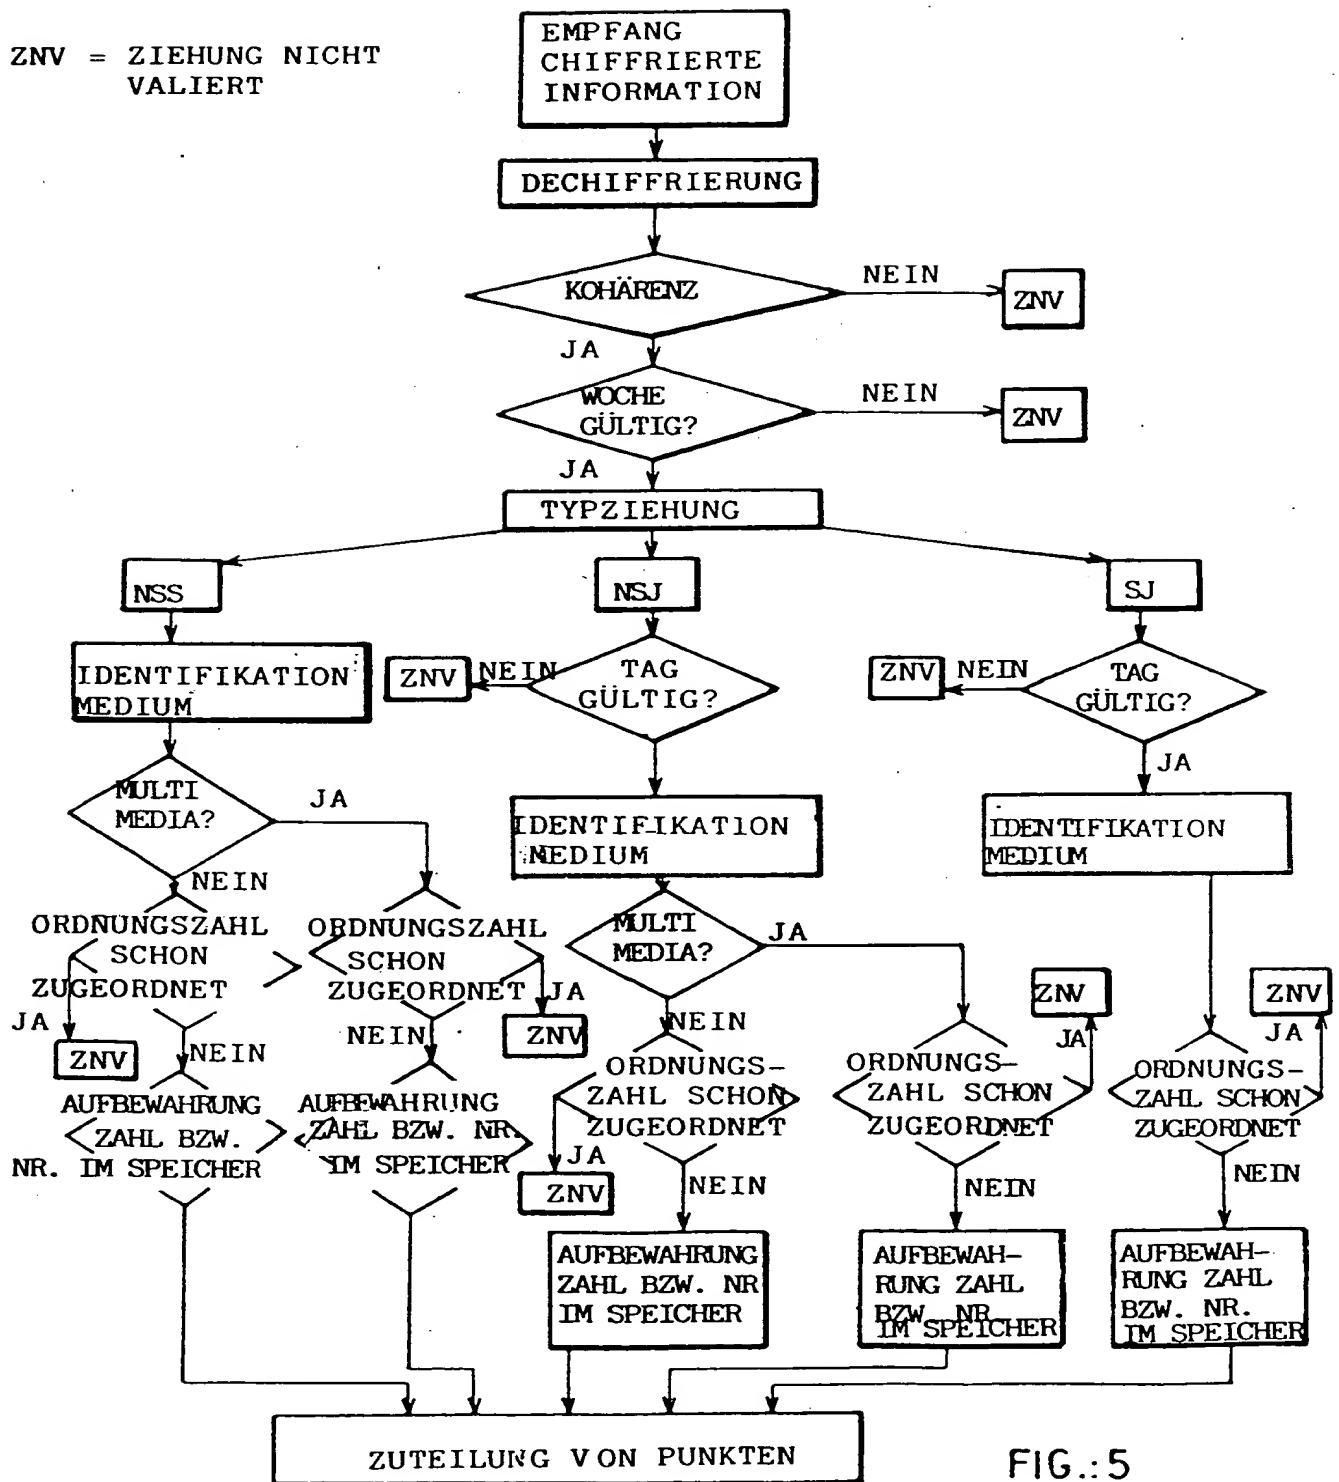 ZNV = ZIEHUNG NICHT
VALIERT
EMPFANG
CHIFFRIERTE
INFORMATION
DECHIFFRIERUNG
KOHÄRENZ
NEIN
ZNV
JA
WOCHE
GÜLTIG?
NEIN
ZNV
JA
TYPZIEHUNG
NSS
NSJ
SJ
IDENTIFIKATION
MEDIUM
ZNV
NEIN
TAG
GÜLTIG?
ZNV
NEIN
TAG
GÜLTIG?
JA
MULTI
MEDIA?
JA
IDENTIFIKATION
MEDIUM
IDENTIFIKATION
MEDIUM
NEIN
ORDNUNGSZAHL
SCHON
ZUGEORDNET
JA
ZNV
NEIN
ORDNUNGSZAHL
SCHON
ZUGEORDNET
JA
ZNV
NEIN
MULTI
MEDIA?
JA
NEIN
ORDNUNGS-
ZAHL SCHON
ZUGEORDNET
JA
ZNV
NEIN
ZNV
JA
ORDNUNGS-
ZAHL SCHON
ZUGEORDNET
NEIN
ZNV
JA
ORDNUNGS-
ZAHL SCHON
ZUGEORDNET
NEIN
AUFBEWAHRUNG
ZAHL BZW.
NR. IM SPEICHER
AUFBEWAHRUNG
ZAHL BZW. NR.
IM SPEICHER
AUFBEWAHRUNG
ZAHL BZW. NR
IM SPEICHER
AUFBEWAH-
RUNG ZAHL
BZW. NR
IM SPEICHER
AUFBEWAH-
RUNG ZAHL
BZW. NR.
IM SPEICHER
ZUTEILUNG VON PUNKTEN
FIG.:5